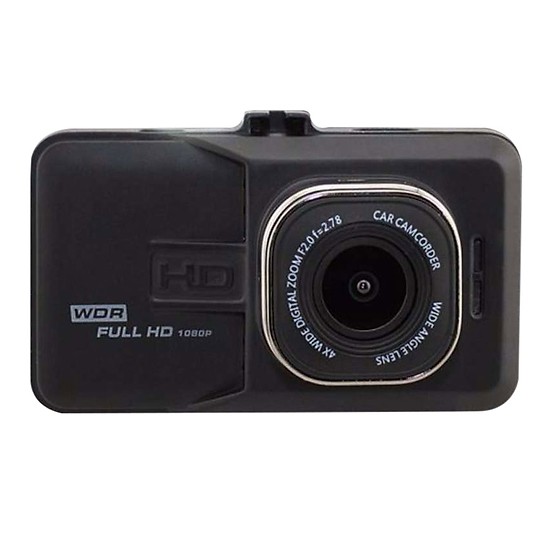 HD
WDR
FULL HD 1080P
4X WIDE DIGITAL ZOOM F2.0 f=2.78
CAR CAMCORDER
WIDE ANGLE LENS